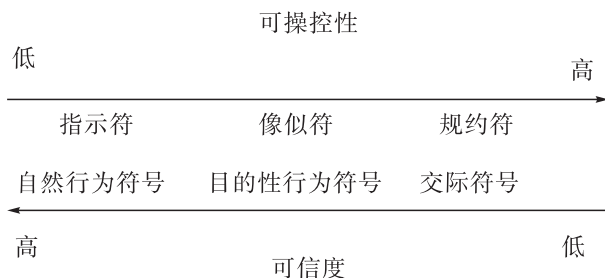 可操控性
低
高
指示符 像似符 规约符
自然行为符号 目的性行为符号 交际符号
高 低
可信度